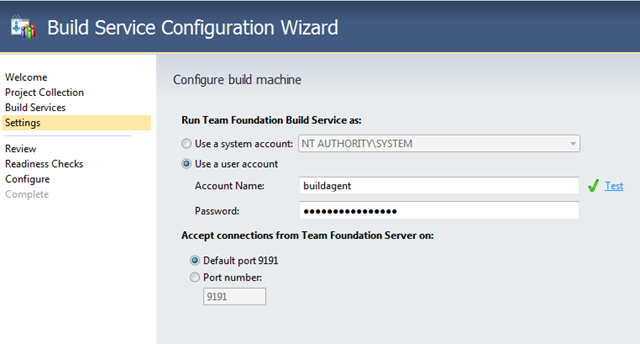 Build Service Configuration Wizard
Welcome
Project Collection
Build Services
Settings
Review
Readiness Checks
Configure
Complete
Configure build machine
Run Team Foundation Build Service as:
Use a system account: NT AUTHORITY\SYSTEM
Use a user account
Account Name: buildagent Test
Password: ●●●●●●●●●●●●●●●●
Accept connections from Team Foundation Server on:
Default port 9191
Port number:
9191